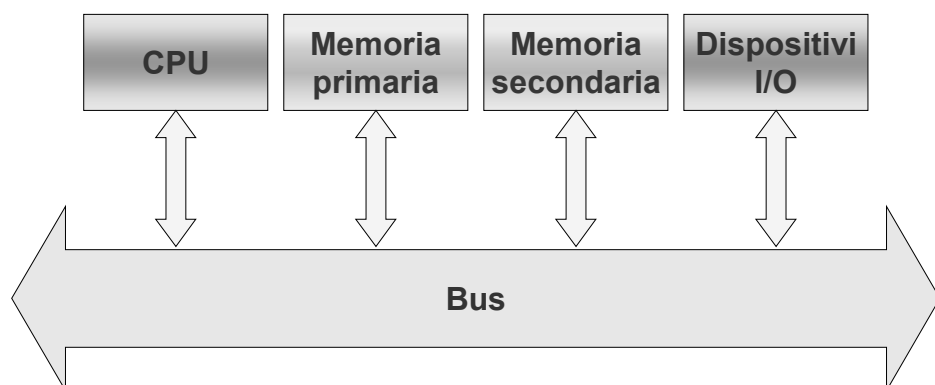 CPU
Memoria
primaria
Memoria
secondaria
Dispositivi
I/O
Bus